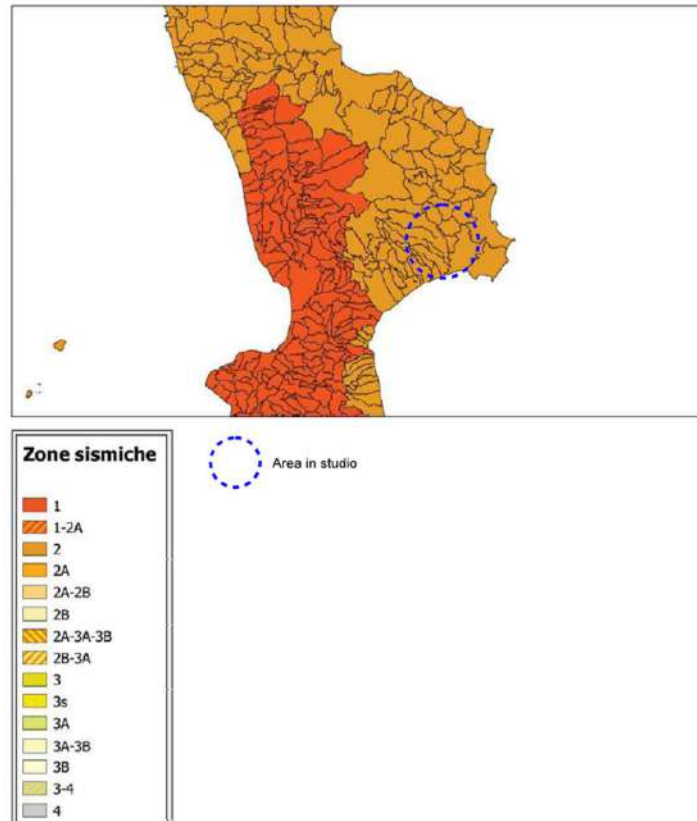 Zone sismiche
Area in studio
1
1-2A
2
2A
2A-2B
2B
2A-3A-3B
2B-3A
3
3s
3A
3A-3B
3B
3-4
4